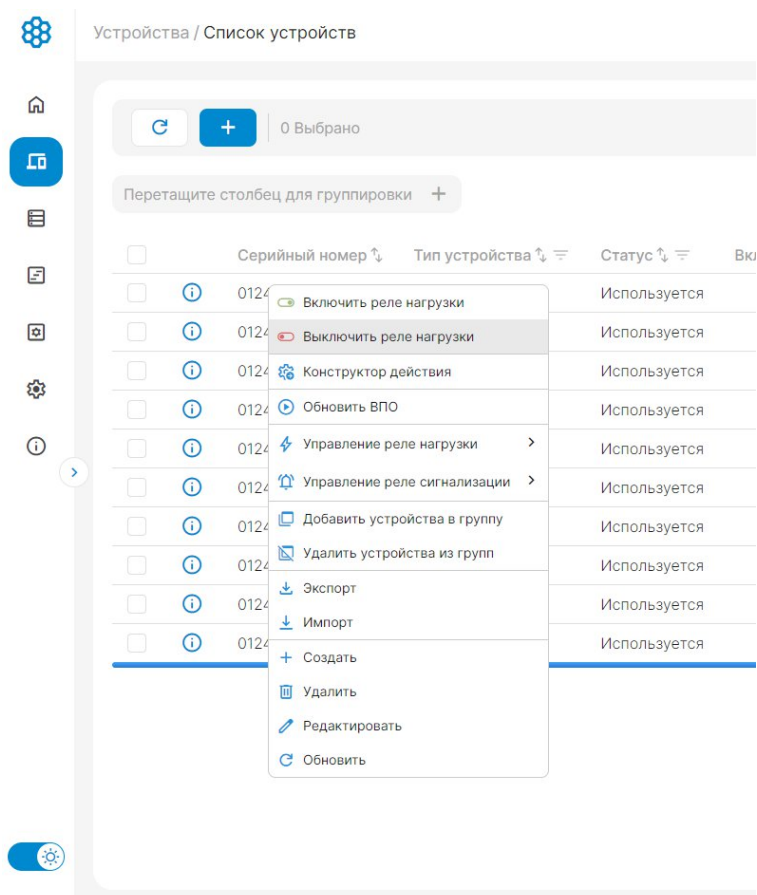 Устройства / Список устройств
0 Выбрано
Перетащите столбец для группировки
Серийный номер Тип устройства Статус Вкл
0124 Используется
Включить реле нагрузки
0124 Используется
Выключить реле нагрузки
0124 Используется
Конструктор действия
0124 Используется
Обновить ВПО
0124 Используется
Управление реле нагрузки
0124 Используется
Управление реле сигнализации
0124 Используется
Добавить устройства в группу
0124 Используется
Удалить устройства из групп
0124 Используется
Экспорт
Импорт
0124 Используется
Создать
Удалить
Редактировать
Обновить